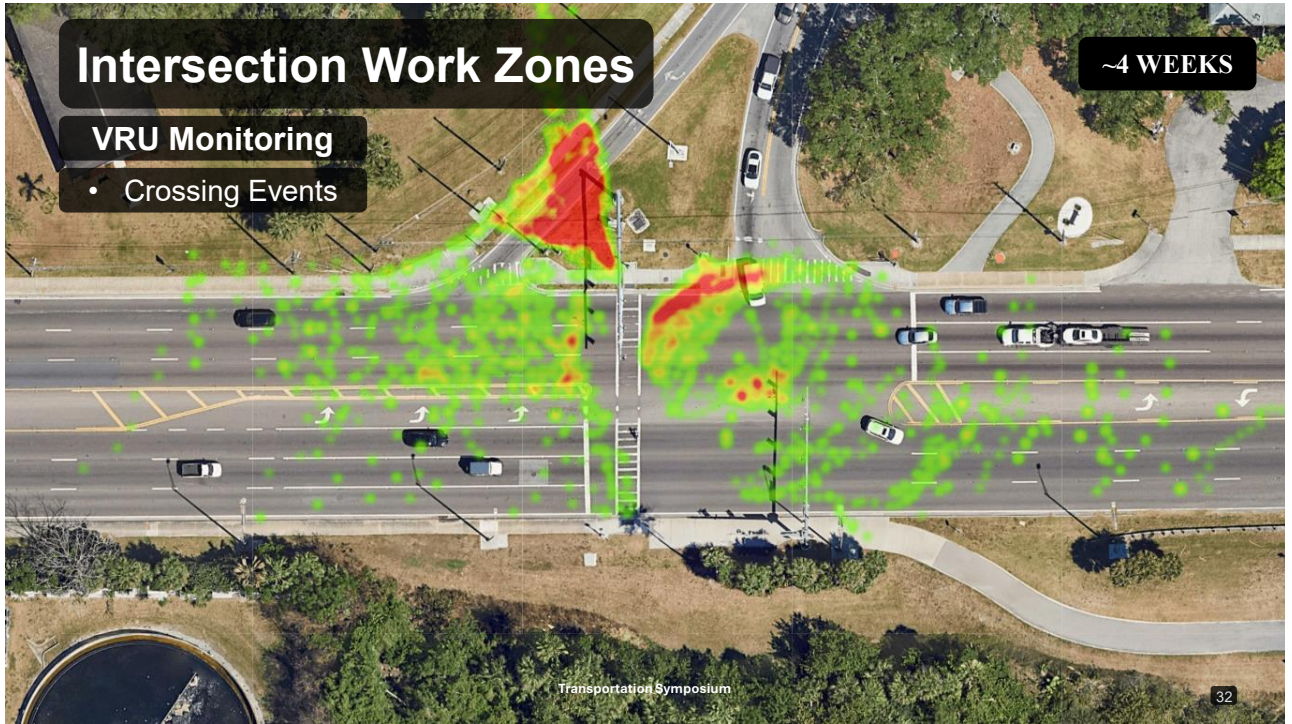 Intersection Work Zones
~4 WEEKS
VRU Monitoring
• Crossing Events
Transportation Symposium
32